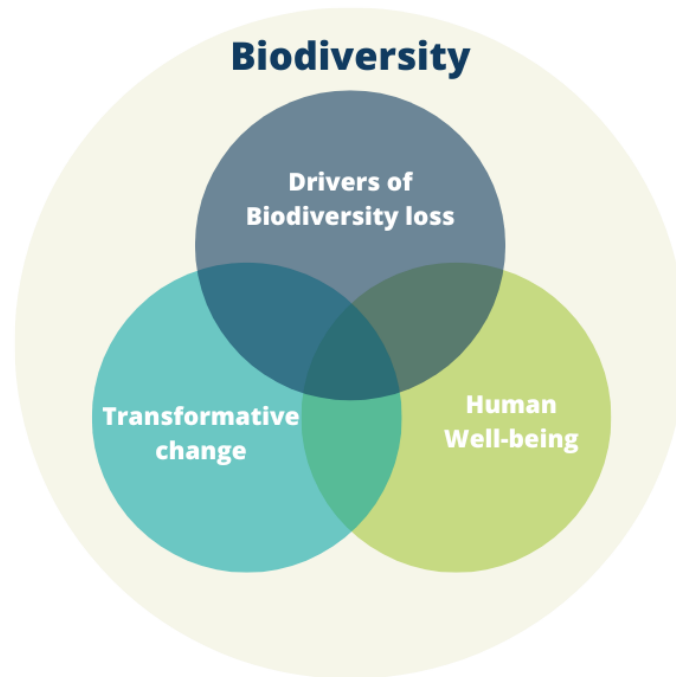 Biodiversity
Drivers of
Biodiversity loss
Transformative
change
Human
Well-being